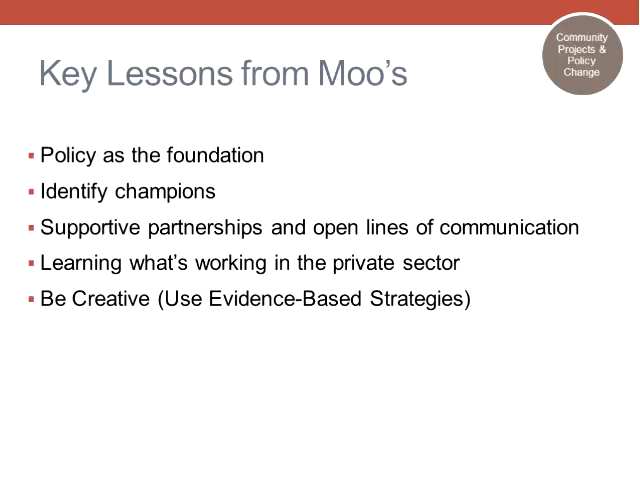 Community
Projects &
Policy
Change
Key Lessons from Moo’s
▪ Policy as the foundation
▪ Identify champions
▪ Supportive partnerships and open lines of communication
▪ Learning what’s working in the private sector
▪ Be Creative (Use Evidence-Based Strategies)